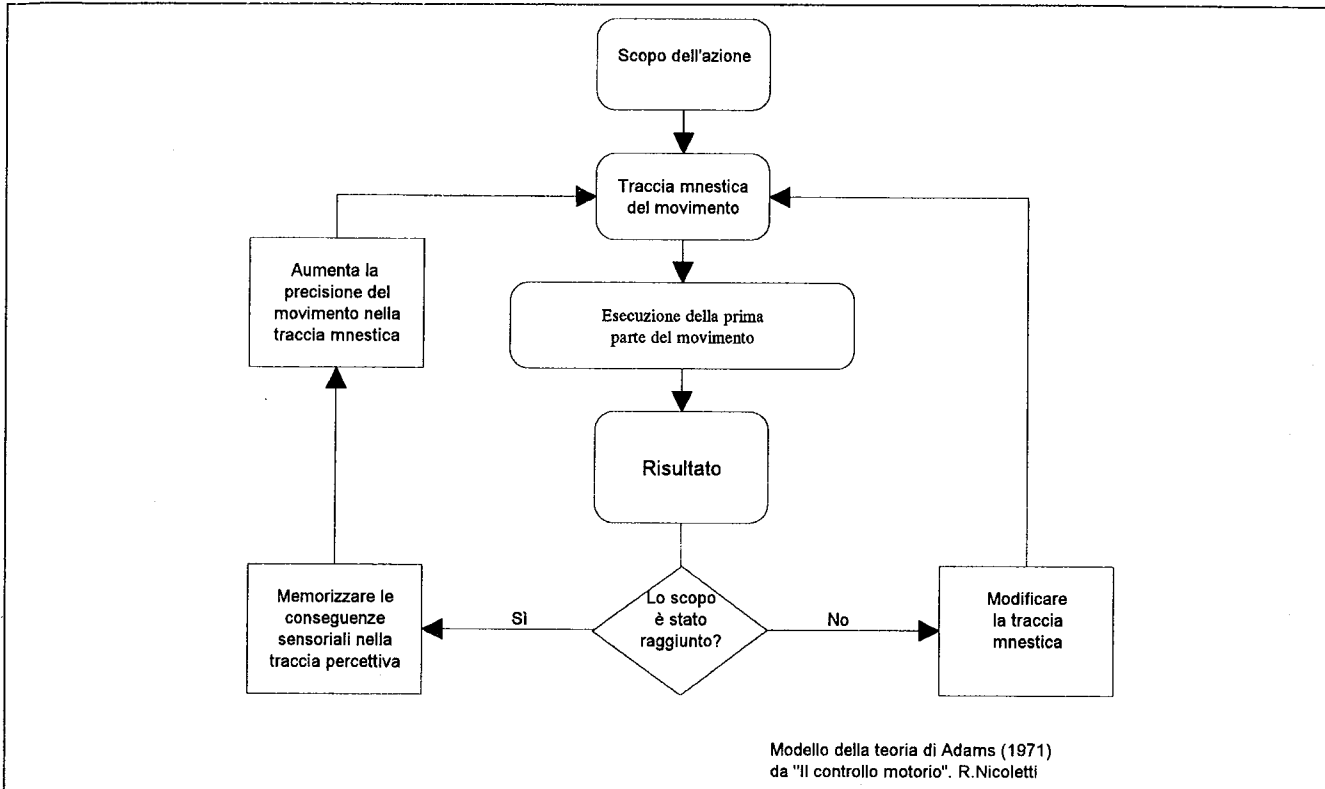 Scopo dell'azione
Traccia mnestica
del movimento
Aumenta la
precisione del
movimento nella
traccia mnestica
Esecuzione della prima
parte del movimento
Risultato
Memorizzare le
conseguenze
sensoriali nella
traccia percettiva
Sì
Lo scopo
è stato
raggiunto?
No
Modificare
la traccia
mnestica
Modello della teoria di Adams (1971)
da "Il controllo motorio". R.Nicoletti